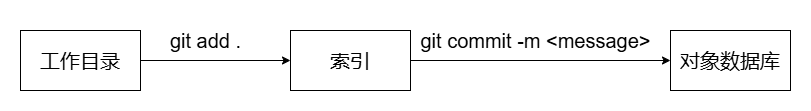 git add .
git commit -m <message>
工作目录
索引
对象数据库